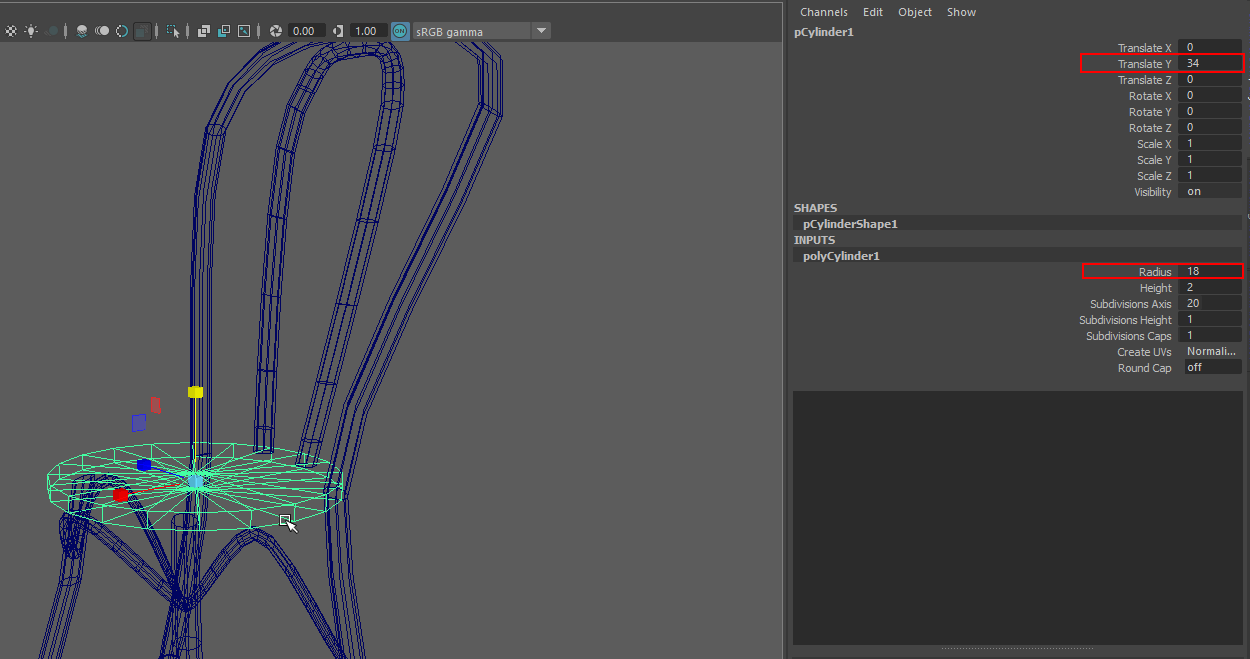 0.00 1.00 ON sRGB gamma
Channels Edit Object Show
pCylinder1
Translate X 0
Translate Y 34
Translate Z 0
Rotate X 0
Rotate Y 0
Rotate Z 0
Scale X 1
Scale Y 1
Scale Z 1
Visibility on
SHAPES
pCylinderShape1
INPUTS
polyCylinder1
Radius 18
Height 2
Subdivisions Axis 20
Subdivisions Height 1
Subdivisions Caps 1
Create UVs Normali...
Round Cap off